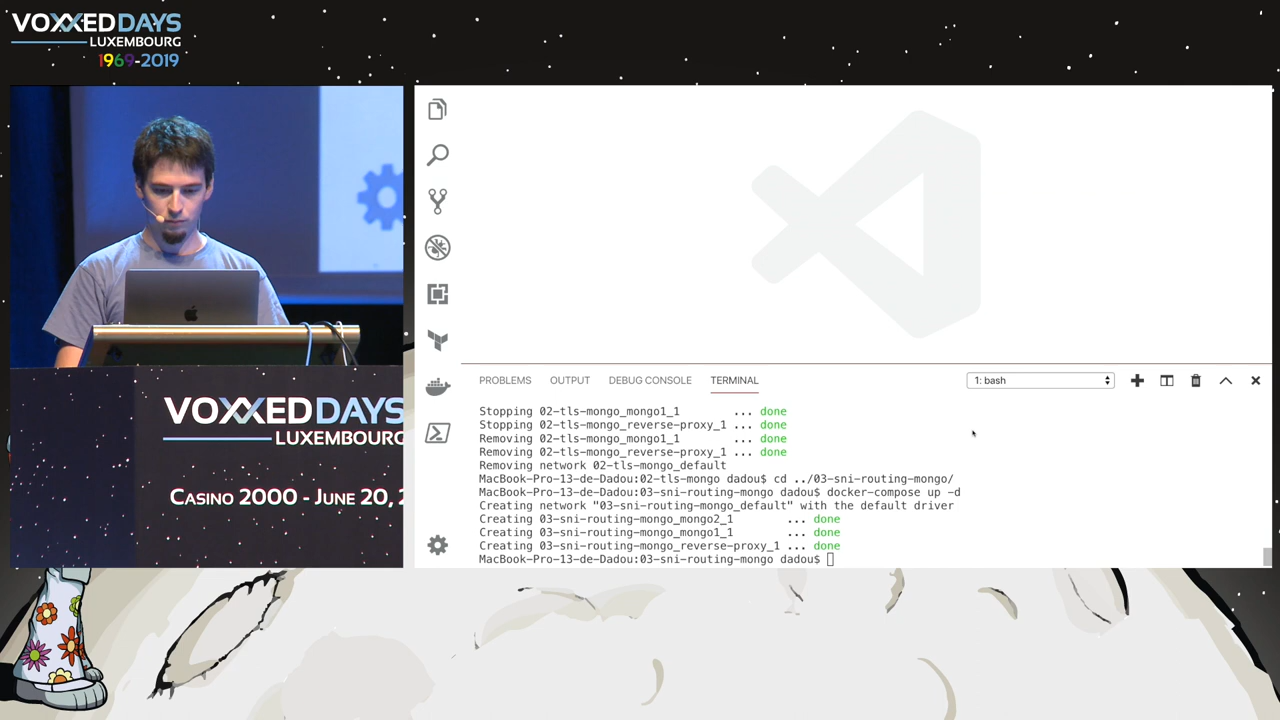 VOXXEDDAYS
LUXEMBOURG
1969-2019
VOXXEDDAYS
LUXEMBOURG
CASINO 2000 - JUNE 20, 2
PROBLEMS OUTPUT DEBUG CONSOLE TERMINAL
1: bash
Stopping 02-tls-mongo_mongo1_1 ... done
Stopping 02-tls-mongo_reverse-proxy_1 ... done
Removing 02-tls-mongo_mongo1_1 ... done
Removing 02-tls-mongo_reverse-proxy_1 ... done
Removing network 02-tls-mongo_default
MacBook-Pro-13-de-Dadou:02-tls-mongo dadou$ cd ../03-sni-routing-mongo/
MacBook-Pro-13-de-Dadou:03-sni-routing-mongo dadou$ docker-compose up -d
Creating network "03-sni-routing-mongo_default" with the default driver
Creating 03-sni-routing-mongo_mongo2_1 ... done
Creating 03-sni-routing-mongo_mongo1_1 ... done
Creating 03-sni-routing-mongo_reverse-proxy_1 ... done
MacBook-Pro-13-de-Dadou:03-sni-routing-mongo dadou$